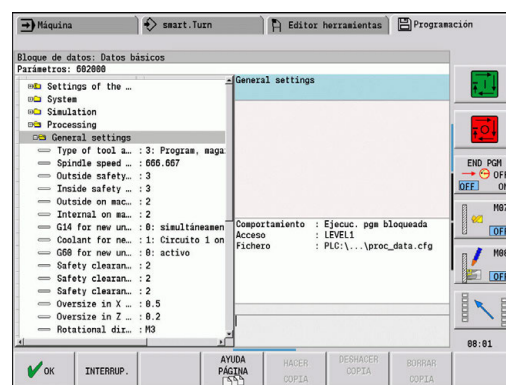 Máquina
smart.Turn
Editor herramientas
Programación
Bloque de datos: Datos básicos
Parámetros: 602000
Settings of the …
System
Simulation
Processing
General settings
Type of tool a… : 3: Program, maga
Spindle speed … : 666.667
Outside safety… : 3
Inside safety … : 3
Outside on mac… : 2
Internal on ma… : 2
G14 for new un… : 0: simultáneamen
Coolant for ne… : 1: Circuito 1 on
G60 for new un… : 0: activo
Safety clearan… : 2
Safety clearan… : 2
Safety clearan… : 2
Oversize in X … : 0.5
Oversize in Z … : 0.2
Rotational dir… : M3
General settings
Comportamiento : Ejecuc. pgm bloqueada
Acceso : LEVEL1
Fichero : PLC:\...\proc_data.cfg
END PGM
OFF
OFF ON
M07
OFF
M08
OFF
08:01
OK
INTERRUP.
AYUDA
PÁGINA
HACER
COPIA
DESHACER
COPIA
BORRAR
COPIA